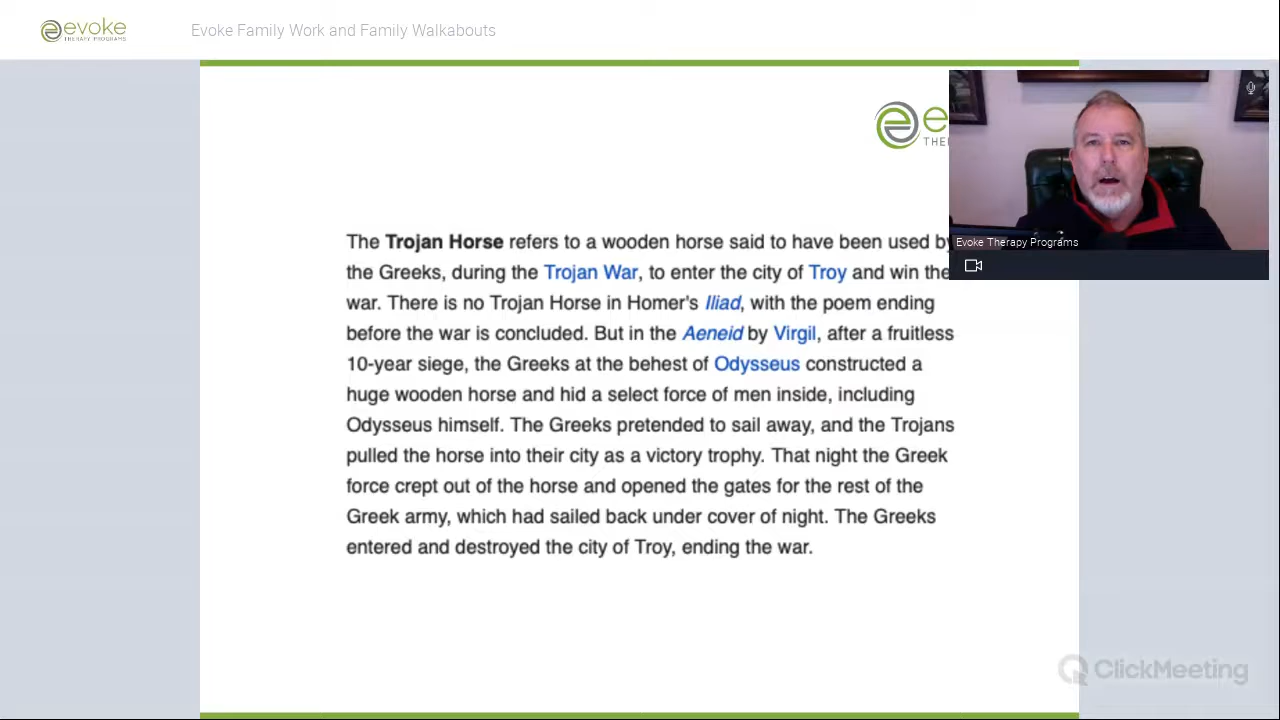 evoke
THERAPY PROGRAMS
Evoke Family Work and Family Walkabouts
e
THE
Evoke Therapy Programs
The Trojan Horse refers to a wooden horse said to have been used by
the Greeks, during the Trojan War, to enter the city of Troy and win the
war. There is no Trojan Horse in Homer's Iliad, with the poem ending
before the war is concluded. But in the Aeneid by Virgil, after a fruitless
10-year siege, the Greeks at the behest of Odysseus constructed a
huge wooden horse and hid a select force of men inside, including
Odysseus himself. The Greeks pretended to sail away, and the Trojans
pulled the horse into their city as a victory trophy. That night the Greek
force crept out of the horse and opened the gates for the rest of the
Greek army, which had sailed back under cover of night. The Greeks
entered and destroyed the city of Troy, ending the war.
ClickMeeting